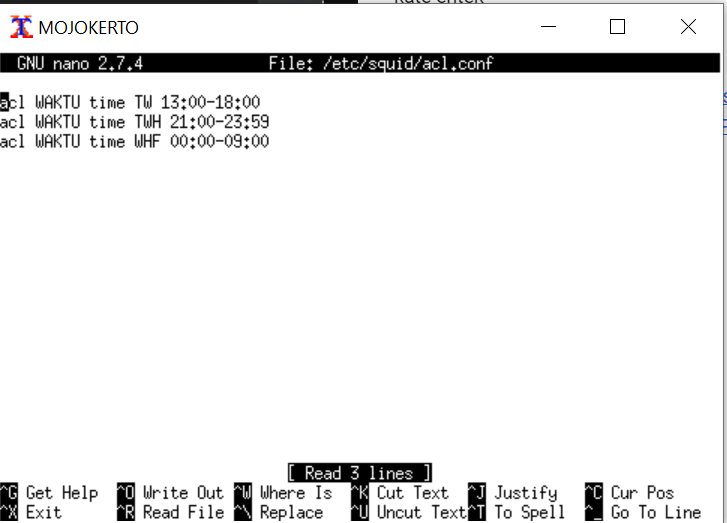 MOJOKERTO
GNU nano 2.7.4 File: /etc/squid/acl.conf
acl WAKTU time TW 13:00-18:00
acl WAKTU time TWH 21:00-23:59
acl WAKTU time WHF 00:00-09:00
[ Read 3 lines ]
^G Get Help ^O Write Out ^W Where Is ^K Cut Text ^J Justify ^C Cur Pos
^X Exit ^R Read File ^\ Replace ^U Uncut Text ^T To Spell ^_ Go To Line